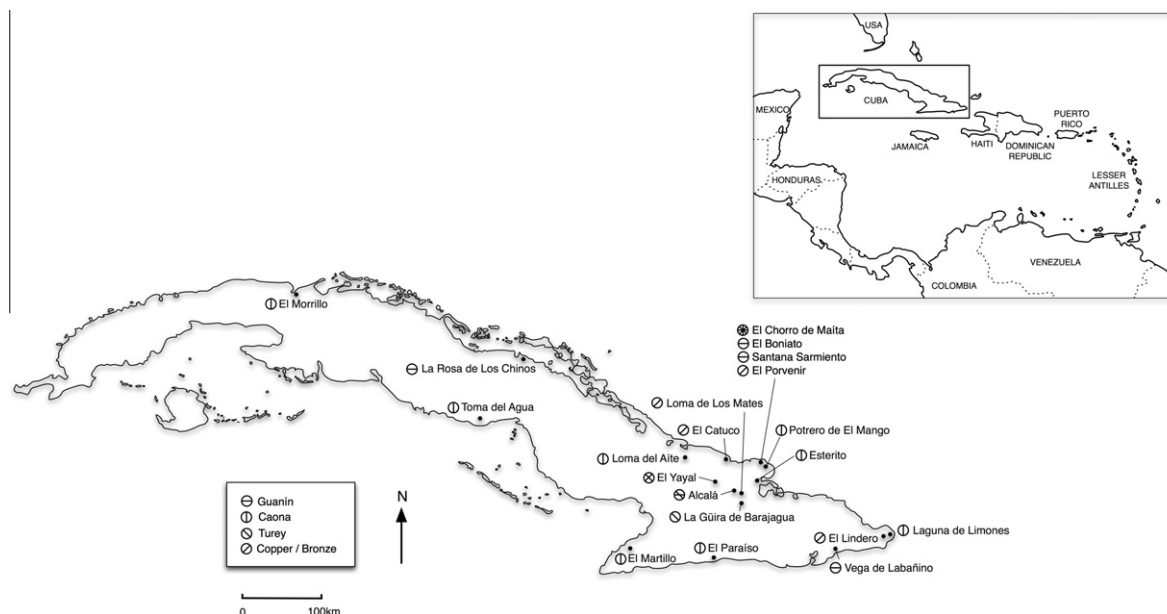 USA
CUBA
MEXICO
PUERTO
RICO
JAMAICA
HAITI
DOMINICAN
REPUBLIC
HONDURAS
LESSER
ANTILLES
VENEZUELA
COLOMBIA
El Morrillo
La Rosa de Los Chinos
Toma del Agua
El Chorro de Maíta
El Boniato
Santana Sarmiento
El Porvenir
Loma de Los Mates
El Catuco
Potrero de El Mango
Loma del Aite
Esterito
El Yayal
Alcalá
La Güira de Barajagua
El Lindero
Laguna de Limones
El Martillo
El Paraíso
Vega de Labañino
Guanín
Caona
Turey
Copper / Bronze
N
0 100km